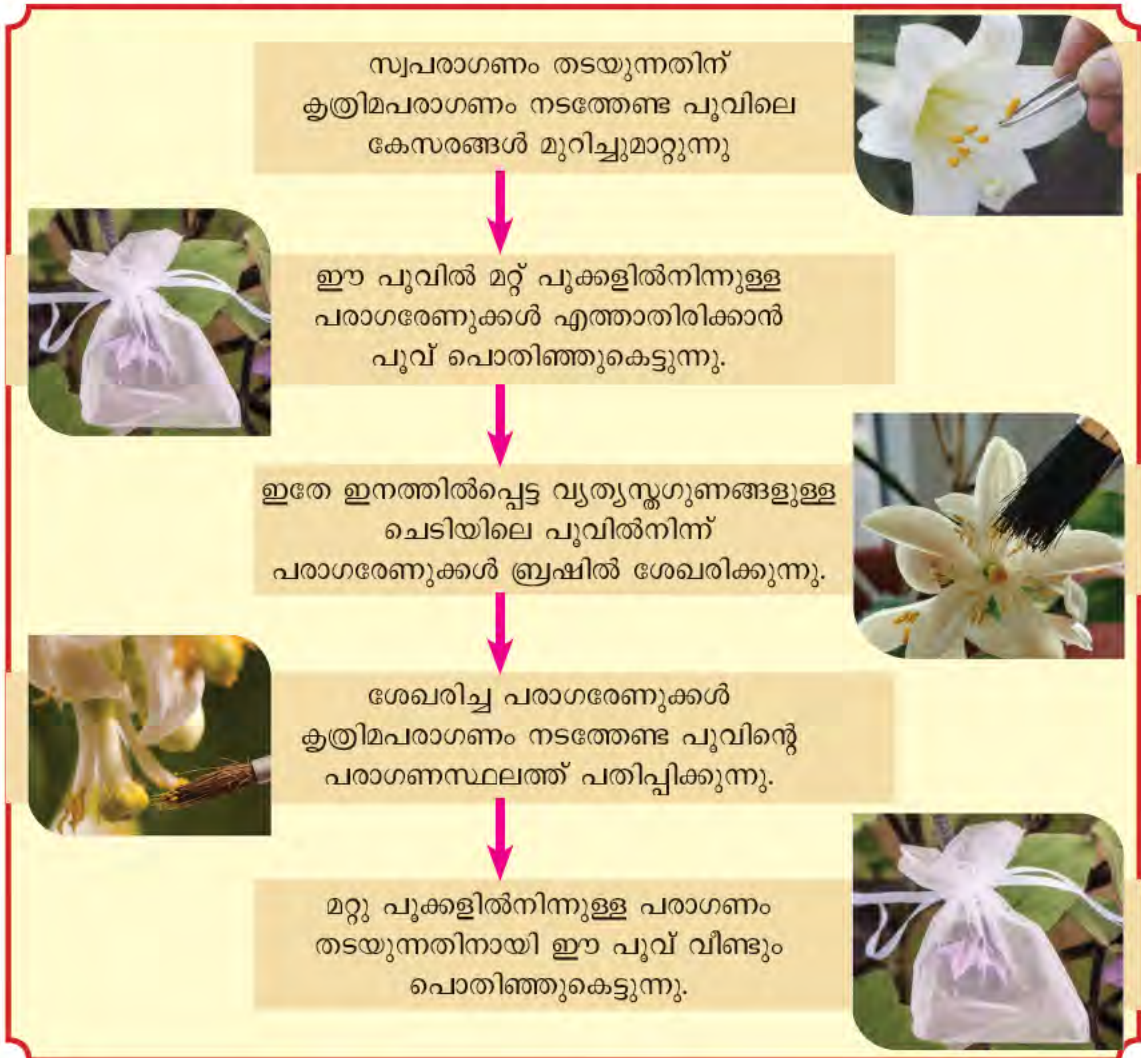 സ്വപരാഗണം തടയുന്നതിന്
കൃത്രിമപരാഗണം നടത്തേണ്ട പൂവിലെ
കേസരങ്ങൾ മുറിച്ചുമാറ്റുന്നു
ഈ പൂവിൽ മറ്റ് പൂക്കളിൽനിന്നുള്ള
പരാഗരേണുക്കൾ എത്താതിരിക്കാൻ
പൂവ് പൊതിഞ്ഞുകെട്ടുന്നു.
ഇതേ ഇനത്തിൽപ്പെട്ട വ്യത്യസ്തഗുണങ്ങളുള്ള
ചെടിയിലെ പൂവിൽനിന്ന്
പരാഗരേണുക്കൾ ബ്രഷിൽ ശേഖരിക്കുന്നു.
ശേഖരിച്ച പരാഗരേണുക്കൾ
കൃത്രിമപരാഗണം നടത്തേണ്ട പൂവിന്റെ
പരാഗണസ്ഥലത്ത് പതിപ്പിക്കുന്നു.
മറ്റു പൂക്കളിൽനിന്നുള്ള പരാഗണം
തടയുന്നതിനായി ഈ പൂവ് വീണ്ടും
പൊതിഞ്ഞുകെട്ടുന്നു.